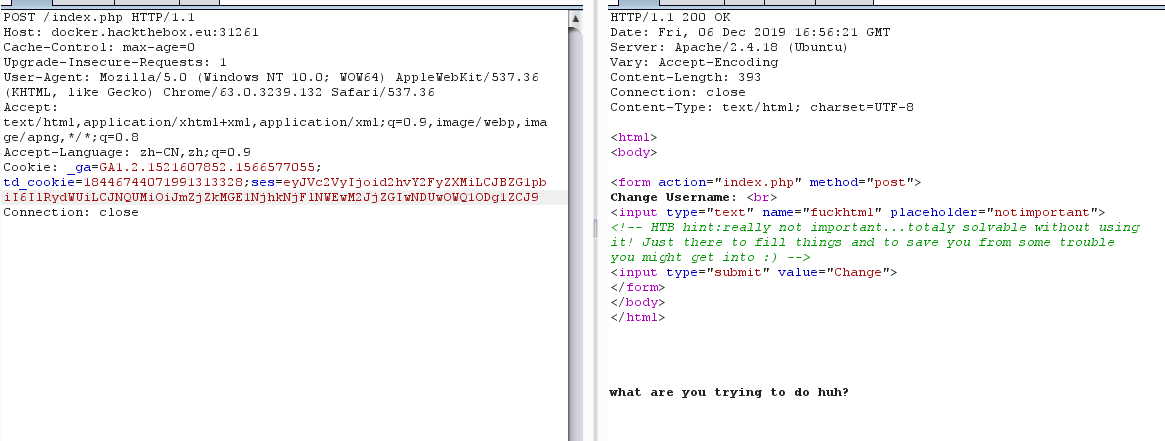 POST /index.php HTTP/1.1
Host: docker.hackthebox.eu:31261
Cache-Control: max-age=0
Upgrade-Insecure-Requests: 1
User-Agent: Mozilla/5.0 (Windows NT 10.0; WOW64) AppleWebKit/537.36
(KHTML, like Gecko) Chrome/63.0.3239.132 Safari/537.36
Accept:
text/html,application/xhtml+xml,application/xml;q=0.9,image/webp,ima
ge/apng,*/*;q=0.8
Accept-Language: zh-CN,zh;q=0.9
Cookie: _ga=GA1.2.1521607852.1566577055;
td_cookie=18446744071991313328;ses=eyJVc2VyIjoid2hvY2FyZXMiLCJBZG1pb
iI6IlRydWUiLCJNQUMiOiJmZjZkMGE1NjhkNjFlNWEwM2JjZGIwNDUwOWQ1ODg1ZCJ9
Connection: close
HTTP/1.1 200 OK
Date: Fri, 06 Dec 2019 16:56:21 GMT
Server: Apache/2.4.18 (Ubuntu)
Vary: Accept-Encoding
Content-Length: 393
Connection: close
Content-Type: text/html; charset=UTF-8
<html>
<body>
<form action="index.php" method="post">
Change Username: <br>
<input type="text" name="fuckhtml" placeholder="notimportant">
<!-- HTB hint:really not important...totaly solvable without using
it! Just there to fill things and to save you from some trouble
you might get into :) -->
<input type="submit" value="Change">
</form>
</body>
</html>
what are you trying to do huh?